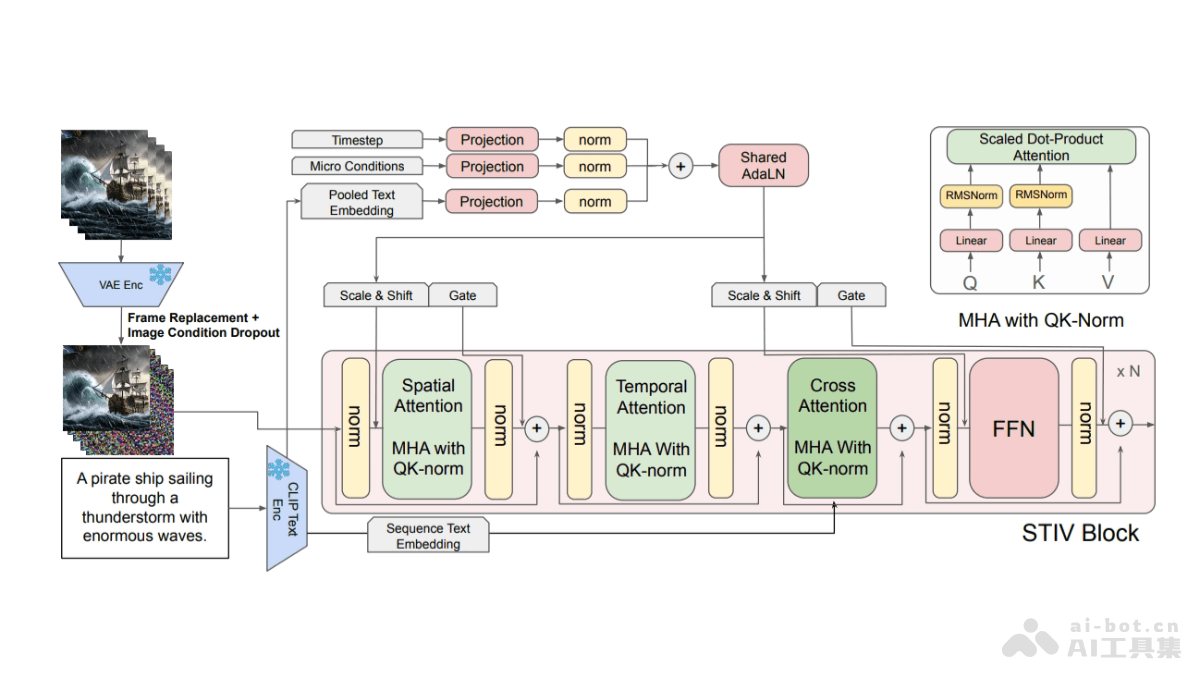 Timestep
Projection
norm
Micro Conditions
Projection
norm
Pooled Text
Embedding
Projection
norm
+
Shared
AdaLN
Scaled Dot-Product
Attention
RMSNorm
RMSNorm
Linear
Linear
Linear
Q
K
V
MHA with QK-Norm
VAE Enc
Frame Replacement +
Image Condition Dropout
Scale & Shift
Gate
Scale & Shift
Gate
x N
norm
Spatial
Attention
MHA with
QK-norm
norm
+
norm
Temporal
Attention
MHA With
QK-norm
norm
+
Cross
Attention
MHA With
QK-norm
+
norm
FFN
norm
+
STIV Block
A pirate ship sailing
through a
thunderstorm with
enormous waves.
CLIP Text
Enc
Sequence Text
Embedding
ai-bot.cn
AI工具集